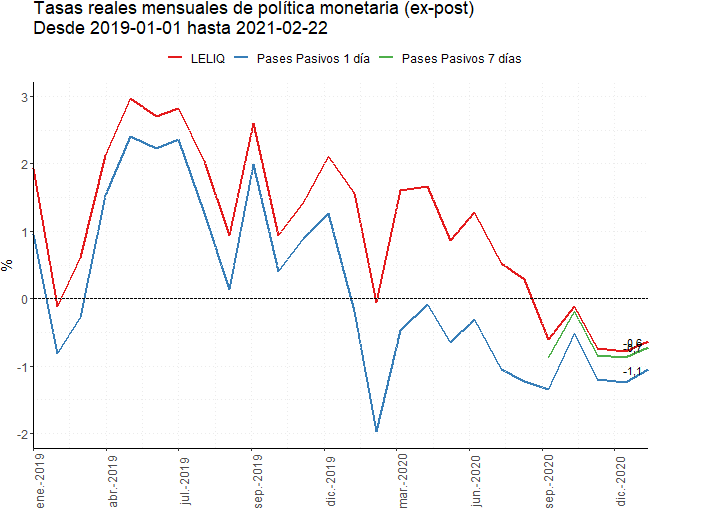 Tasas reales mensuales de política monetaria (ex-post)
Desde 2019-01-01 hasta 2021-02-22
LELIQ Pases Pasivos 1 día Pases Pasivos 7 días
%
3
2
1
0
-1
-2
-0,6
-1,1
ene.-2019
abr.-2019
jul.-2019
sep.-2019
dic.-2019
mar.-2020
jun.-2020
sep.-2020
dic.-2020